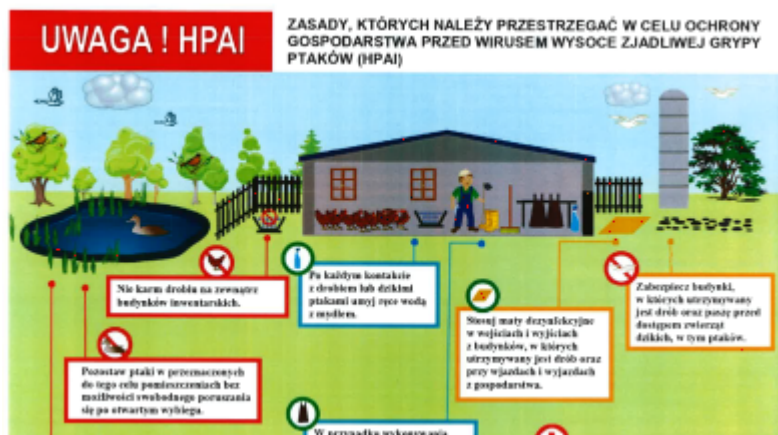 UWAGA ! HPAI
ZASADY, KTÓRYCH NALEŻY PRZESTRZEGAĆ W CELU OCHRONY
GOSPODARSTWA PRZED WIRUSEM WYSOCE ZJADLIWEJ GRYPY
PTAKÓW (HPAI)
Nie karm drobiu na zewnątrz
budynków inwentarskich.
Po każdym kontakcie
z drobiem lub dzikimi
ptakami umyj ręce wodą
z mydłem.
Stosuj maty dezynfekcyjne
w wejściach i wyjściach
z budynków, w których
utrzymywany jest drób oraz
przy wjazdach i wyjazdach
z gospodarstwa.
Zabezpiecz budynki,
w których utrzymywany
jest drób oraz paszę przed
dostępem zwierząt
dzikich, w tym ptaków.
Pozostaw ptaki w przeznaczonych
do tego celu pomieszczeniach bez
możliwości swobodnego poruszania
się po otwartym wybiegu.
W przypadku wykonywania